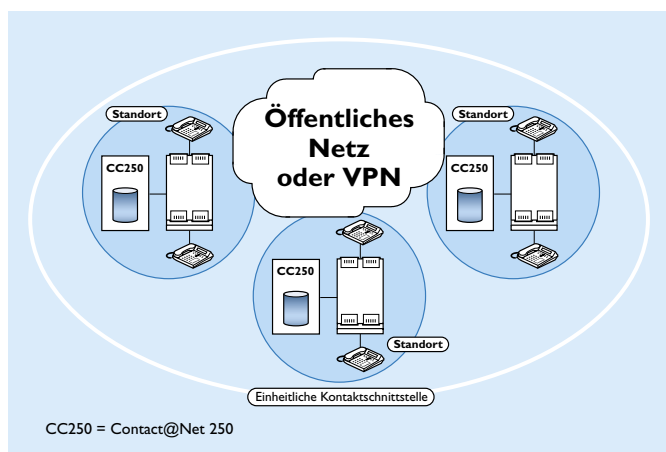 Öffentliches
Netz
oder VPN
Standort
CC250
Standort
CC250
CC250
Standort
Einheitliche Kontaktschnittstelle
CC250 = Contact@Net 250